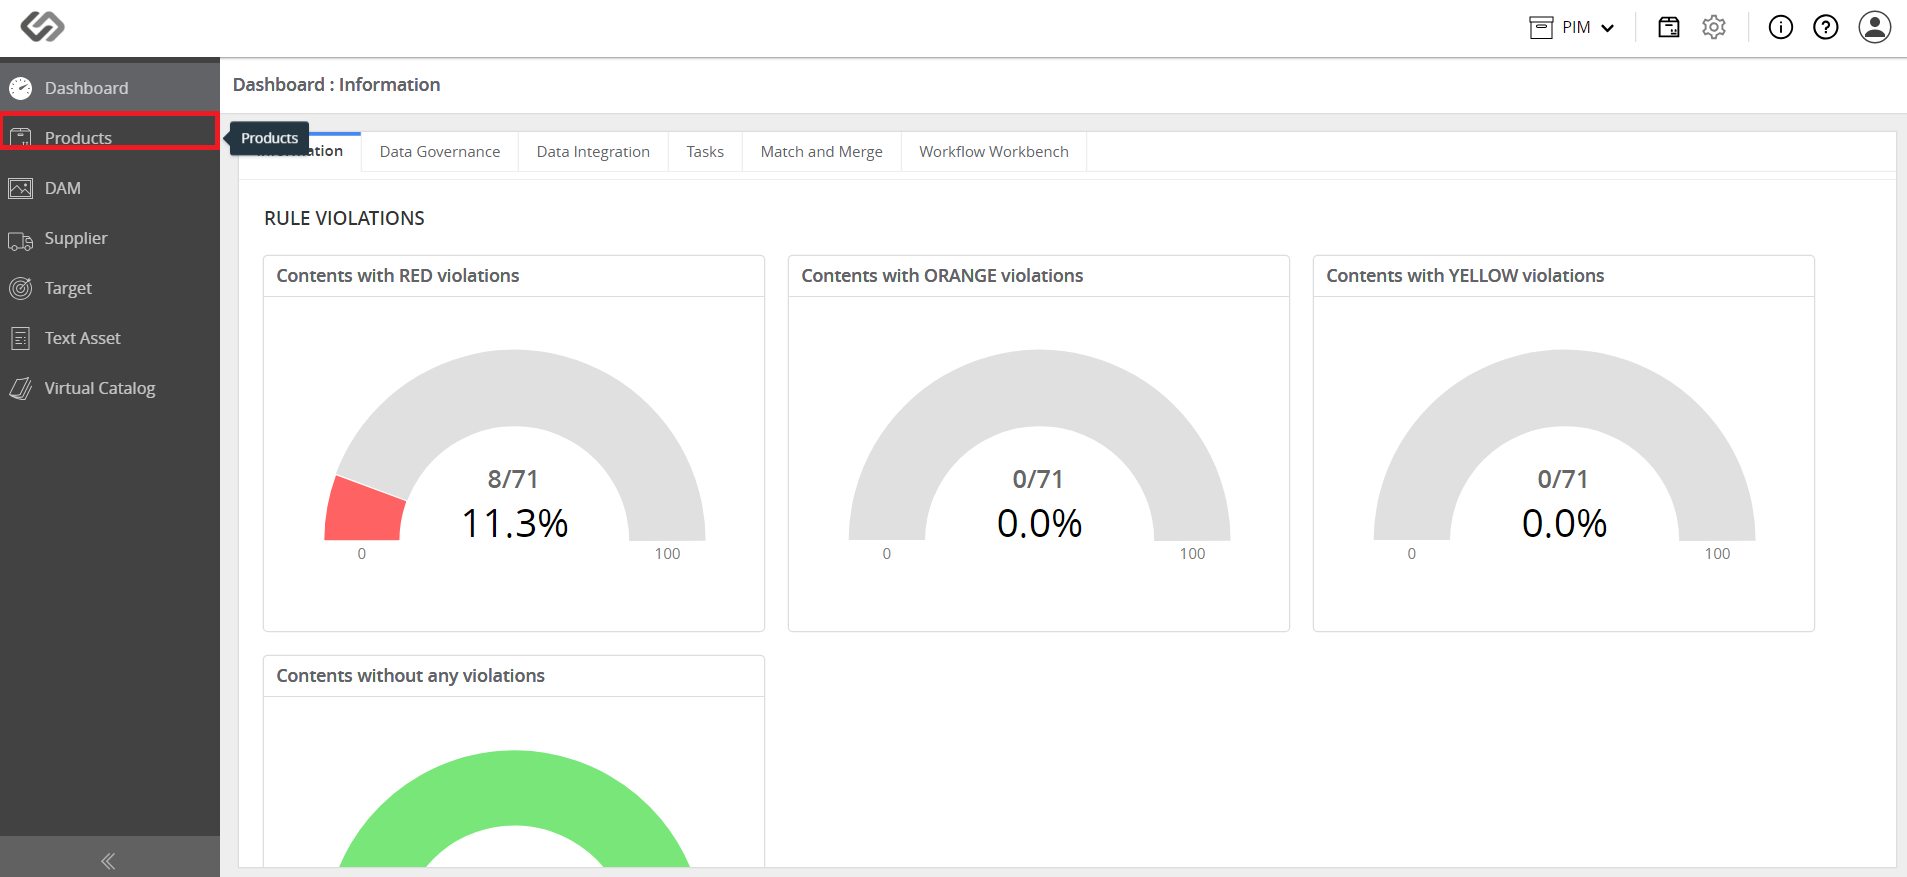 PIM
Dashboard
Products
DAM
Supplier
Target
Text Asset
Virtual Catalog
Dashboard : Information
Products
Data Governance
Data Integration
Tasks
Match and Merge
Workflow Workbench
RULE VIOLATIONS
Contents with RED violations
8/71
11.3%
0
100
Contents with ORANGE violations
0/71
0.0%
0
100
Contents with YELLOW violations
0/71
0.0%
0
100
Contents without any violations